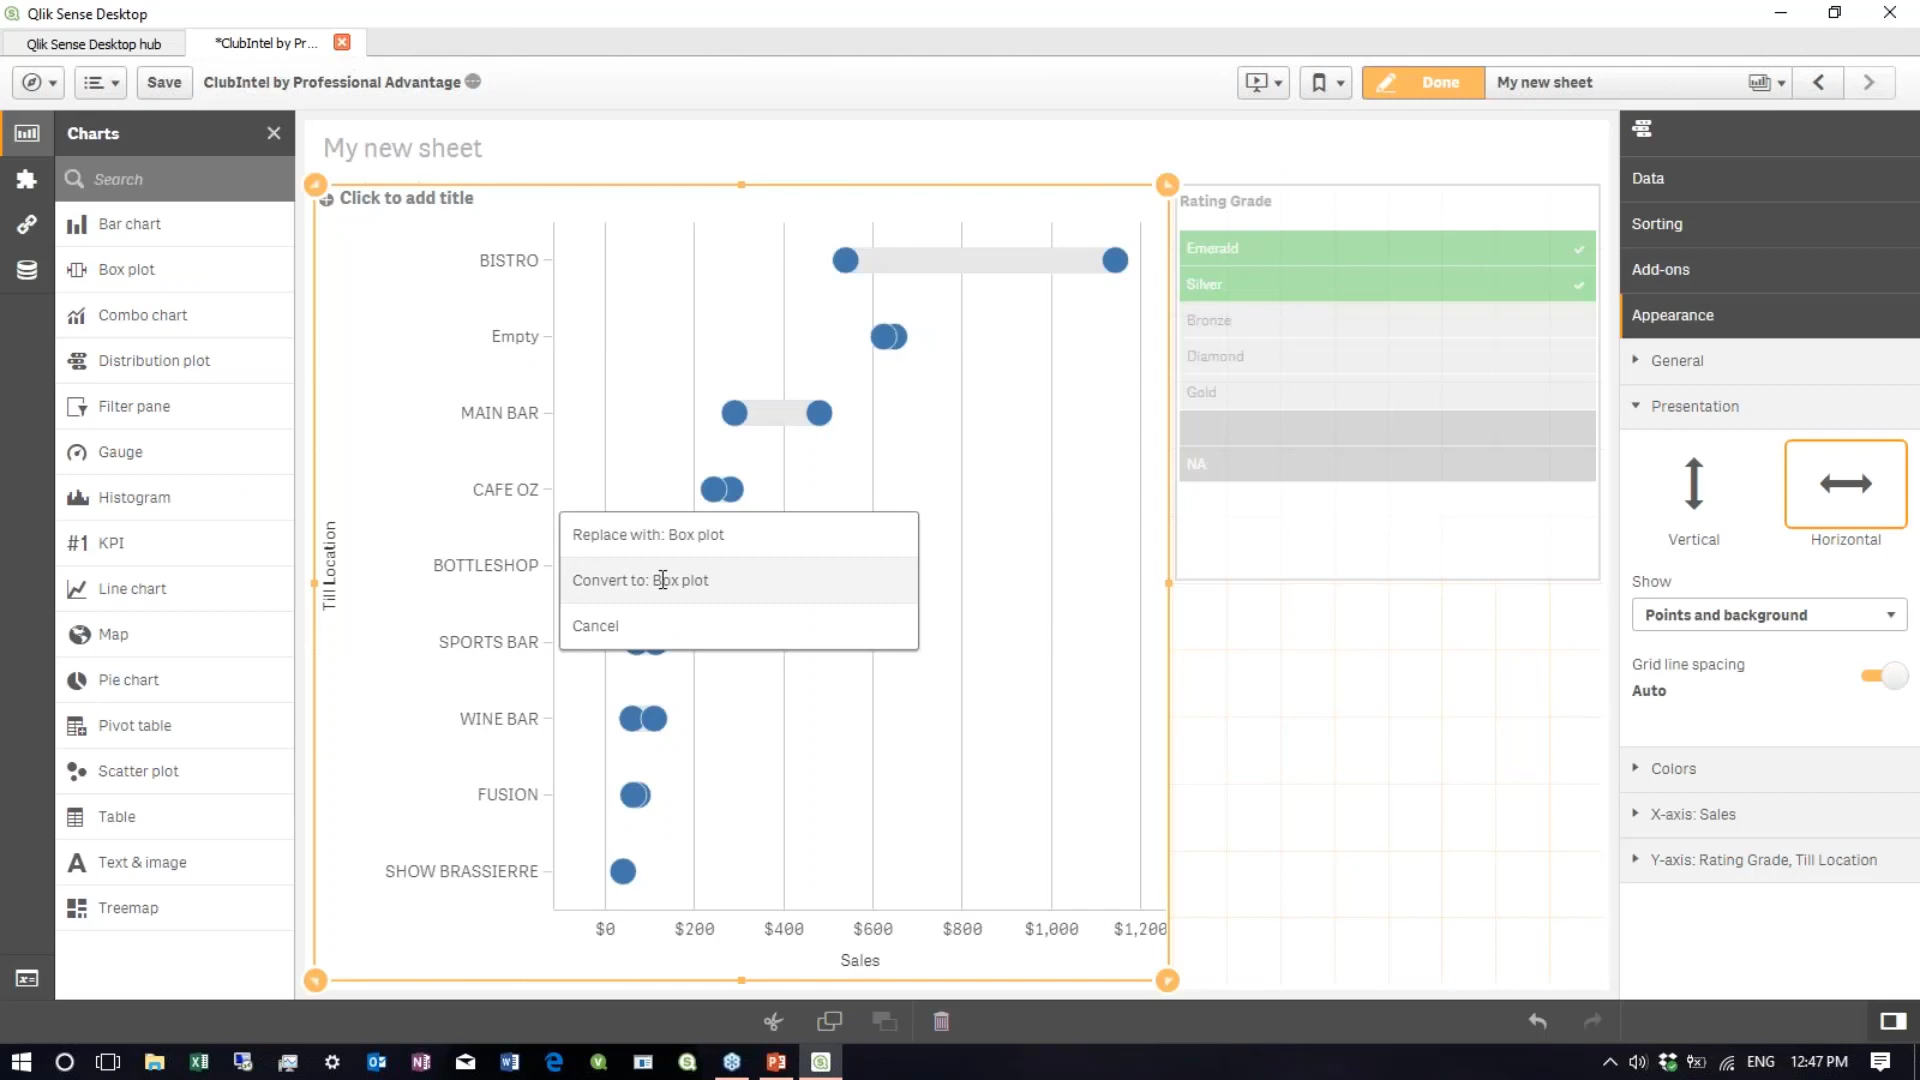 Qlik Sense Desktop
Qlik Sense Desktop hub
*ClubIntel by Pr...
Save
ClubIntel by Professional Advantage
Done
My new sheet
Charts
Search
Bar chart
Box plot
Combo chart
Distribution plot
Filter pane
Gauge
Histogram
#1 KPI
Line chart
Map
Pie chart
Pivot table
Scatter plot
Table
Text & image
Treemap
My new sheet
Click to add title
Till Location
BISTRO
Empty
MAIN BAR
CAFE OZ
BOTTLESHOP
SPORTS BAR
WINE BAR
FUSION
SHOW BRASSIERRE
$0 $200 $400 $600 $800 $1,000 $1,200
Sales
Replace with: Box plot
Convert to: Box plot
Cancel
Rating Grade
Emerald
Silver
Bronze
Diamond
Gold
NA
Data
Sorting
Add-ons
Appearance
General
Presentation
Vertical
Horizontal
Show
Points and background
Grid line spacing
Auto
Colors
X-axis: Sales
Y-axis: Rating Grade, Till Location
ENG 12:47 PM